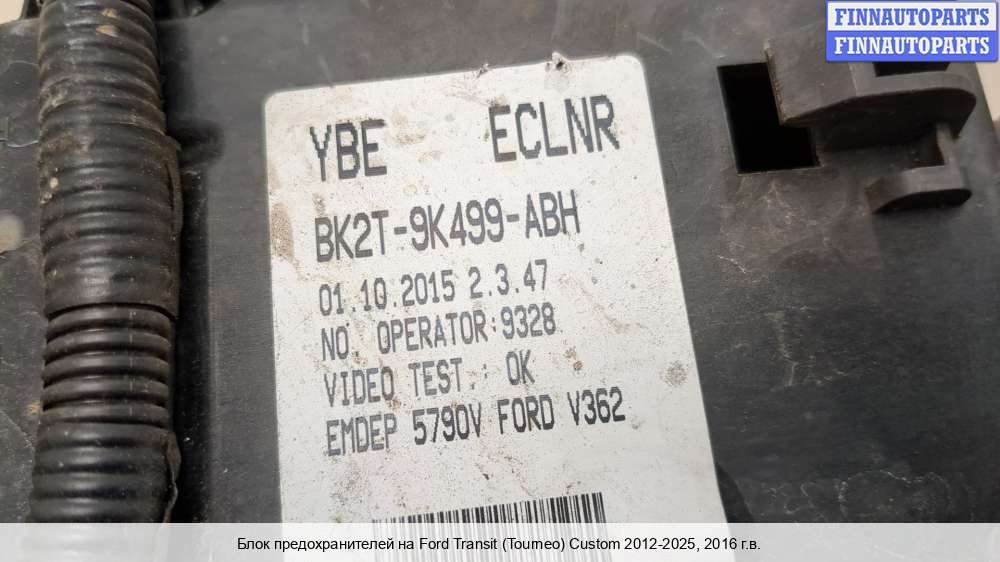 FINNAUTOPARTS
FINNAUTOPARTS
YBE ECLNR
BK2T-9K499-ABH
01.10.2015 2.3.47
NO. OPERATOR:9328
VIDEO TEST.: OK
EMDEP 5790V FORD V362
Блок предохранителей на Ford Transit (Tourneo) Custom 2012-2025, 2016 г.в.